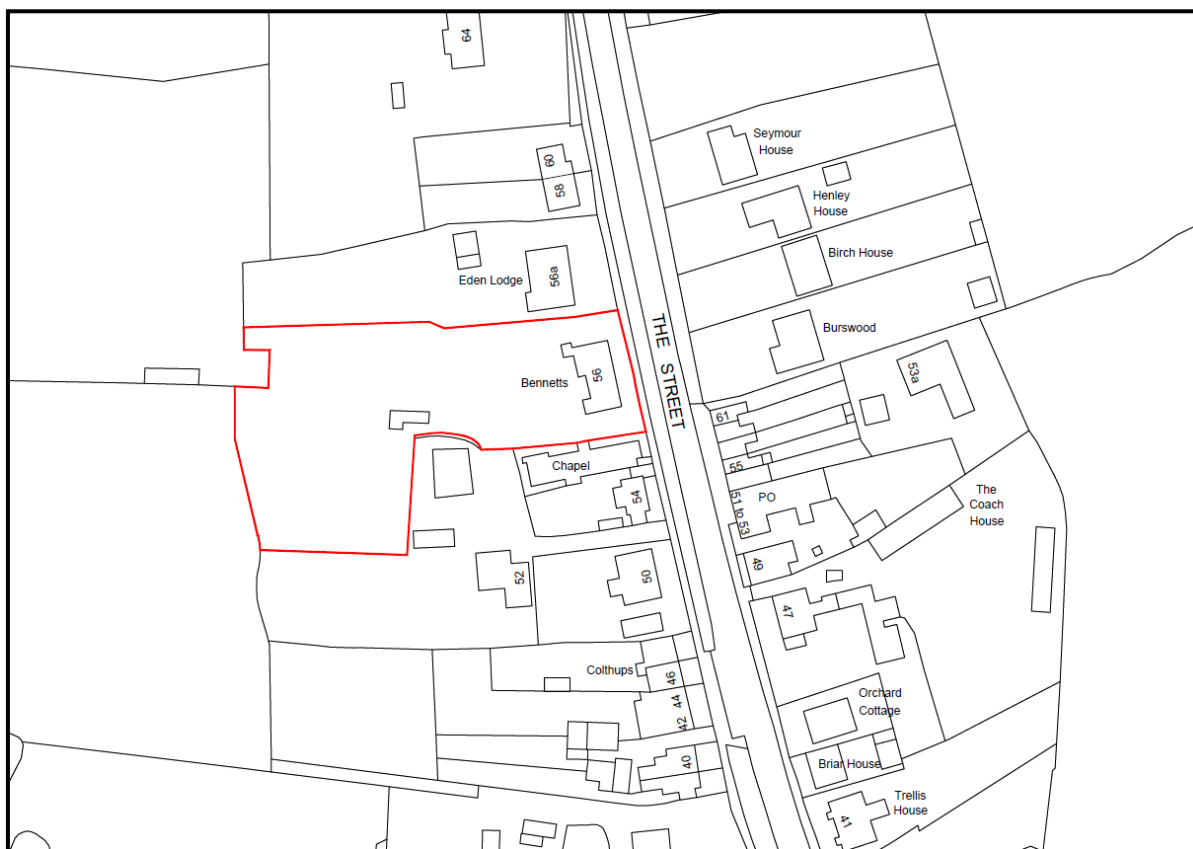 64
Seymour
House
60
58
Henley
House
Birch House
Eden Lodge
56a
THE STREET
Burswood
Bennetts
56
53a
61
Chapel
55
54
PO
51 to 53
The
Coach
House
49
52
50
47
Colthups
46
44
42
Orchard
Cottage
40
Briar House
Trellis
House
41